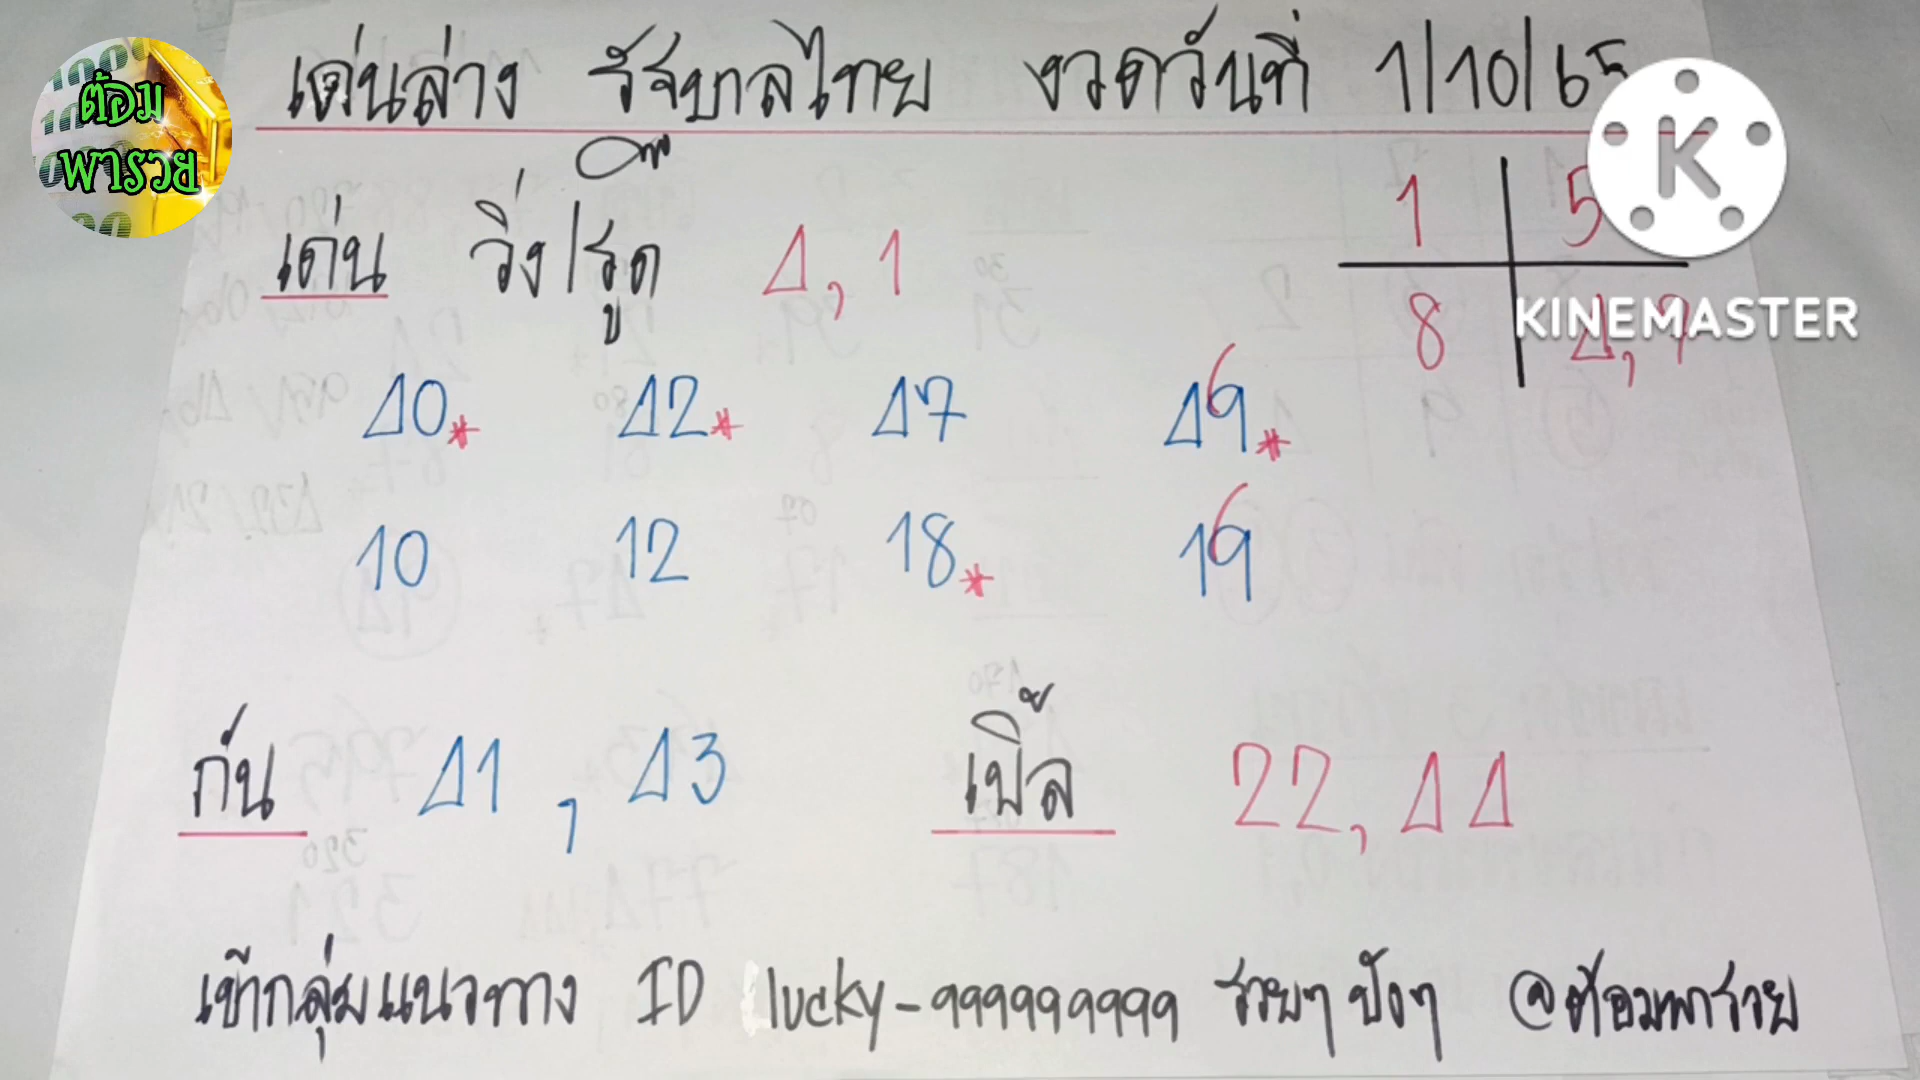 ต้อม
พารวย
เด่นล่าง รัฐบาลไทย งวดวันที่ 1/10/65
เด่น วิ่ง/รูด 4, 1
1 5
8 4, 7
KINEMASTER
40* 42* 47 49* 6
10 12 18* 19 6
กัน 41, 43 เบิ้ล 22, 44
เข้ากลุ่มแนวทาง ID lucky-999999999 รวยๆ ปังๆ @ต้อมพารวย